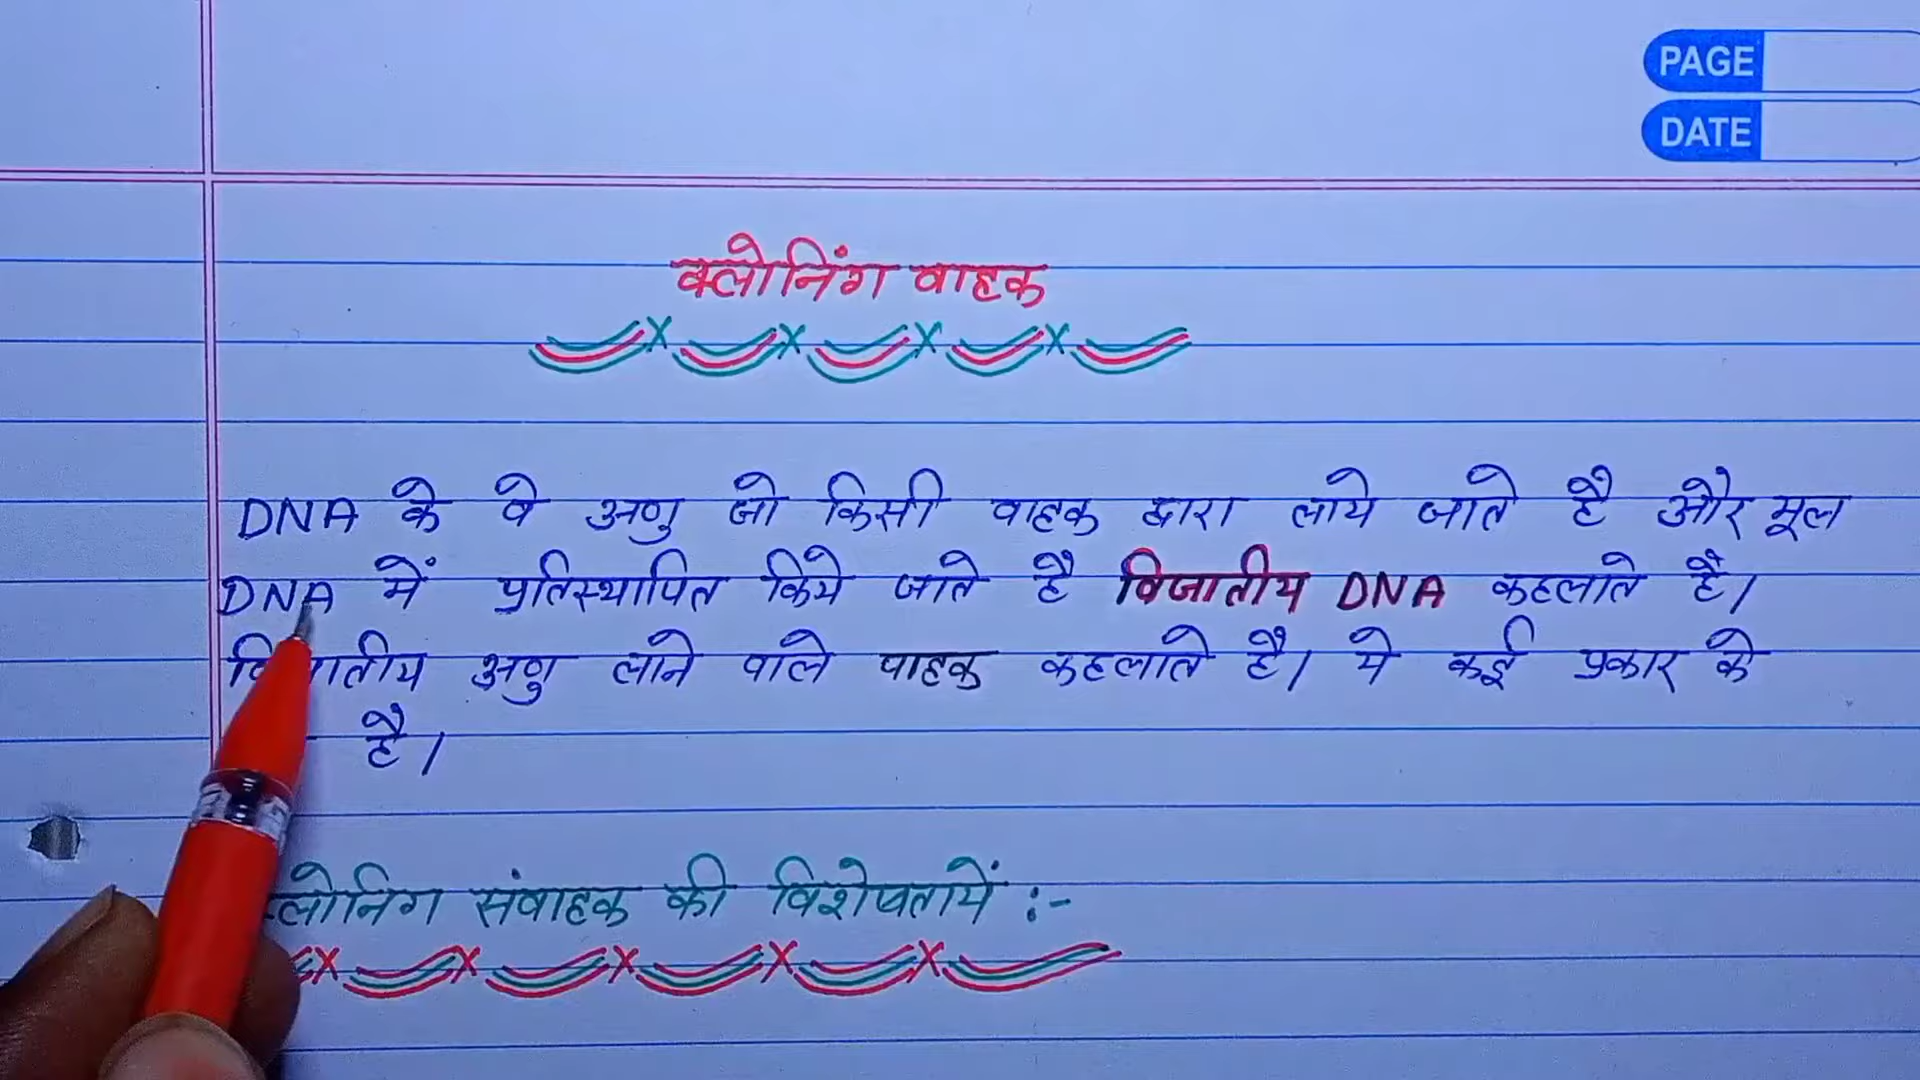 PAGE
DATE
क्लोनिंग वाहक
DNA के वे अणु जो किसी वाहक द्वारा लाये जाते है और मूल
DNA में प्रतिस्थापित किये जाते है विजातीय DNA कहलाते है।
विजातीय अणु लाने वाले वाहक कहलाते है। ये कई प्रकार के
है।
क्लोनिंग संवाहक की विशेषतायें :-